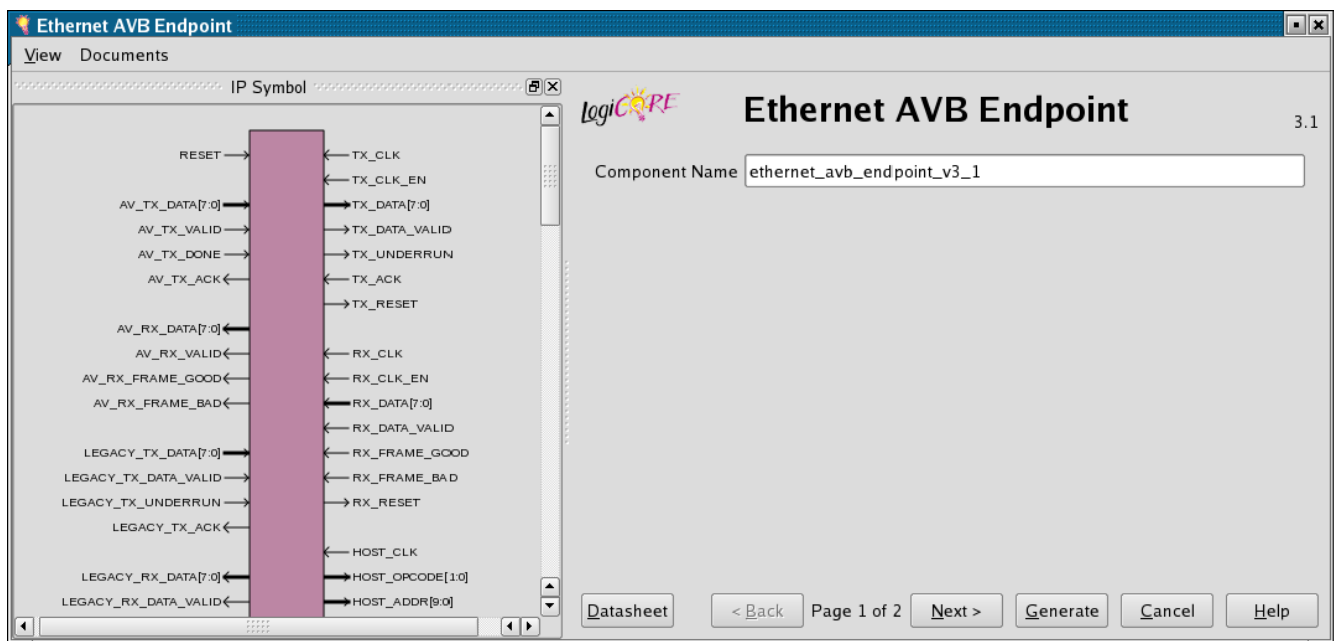 Ethernet AVB Endpoint
View Documents
IP Symbol
LogiCORE
Ethernet AVB Endpoint
3.1
Component Name ethernet_avb_endpoint_v3_1
RESET TX_CLK
TX_CLK_EN
AV_TX_DATA[7:0] TX_DATA[7:0]
AV_TX_VALID TX_DATA_VALID
AV_TX_DONE TX_UNDERRUN
AV_TX_ACK TX_ACK
TX_RESET
AV_RX_DATA[7:0]
AV_RX_VALID RX_CLK
AV_RX_FRAME_GOOD RX_CLK_EN
AV_RX_FRAME_BAD RX_DATA[7:0]
RX_DATA_VALID
LEGACY_TX_DATA[7:0] RX_FRAME_GOOD
LEGACY_TX_DATA_VALID RX_FRAME_BAD
LEGACY_TX_UNDERRUN RX_RESET
LEGACY_TX_ACK
HOST_CLK
LEGACY_RX_DATA[7:0] HOST_OPCODE[1:0]
LEGACY_RX_DATA_VALID HOST_ADDR[9:0]
Datasheet < Back Page 1 of 2 Next > Generate Cancel Help